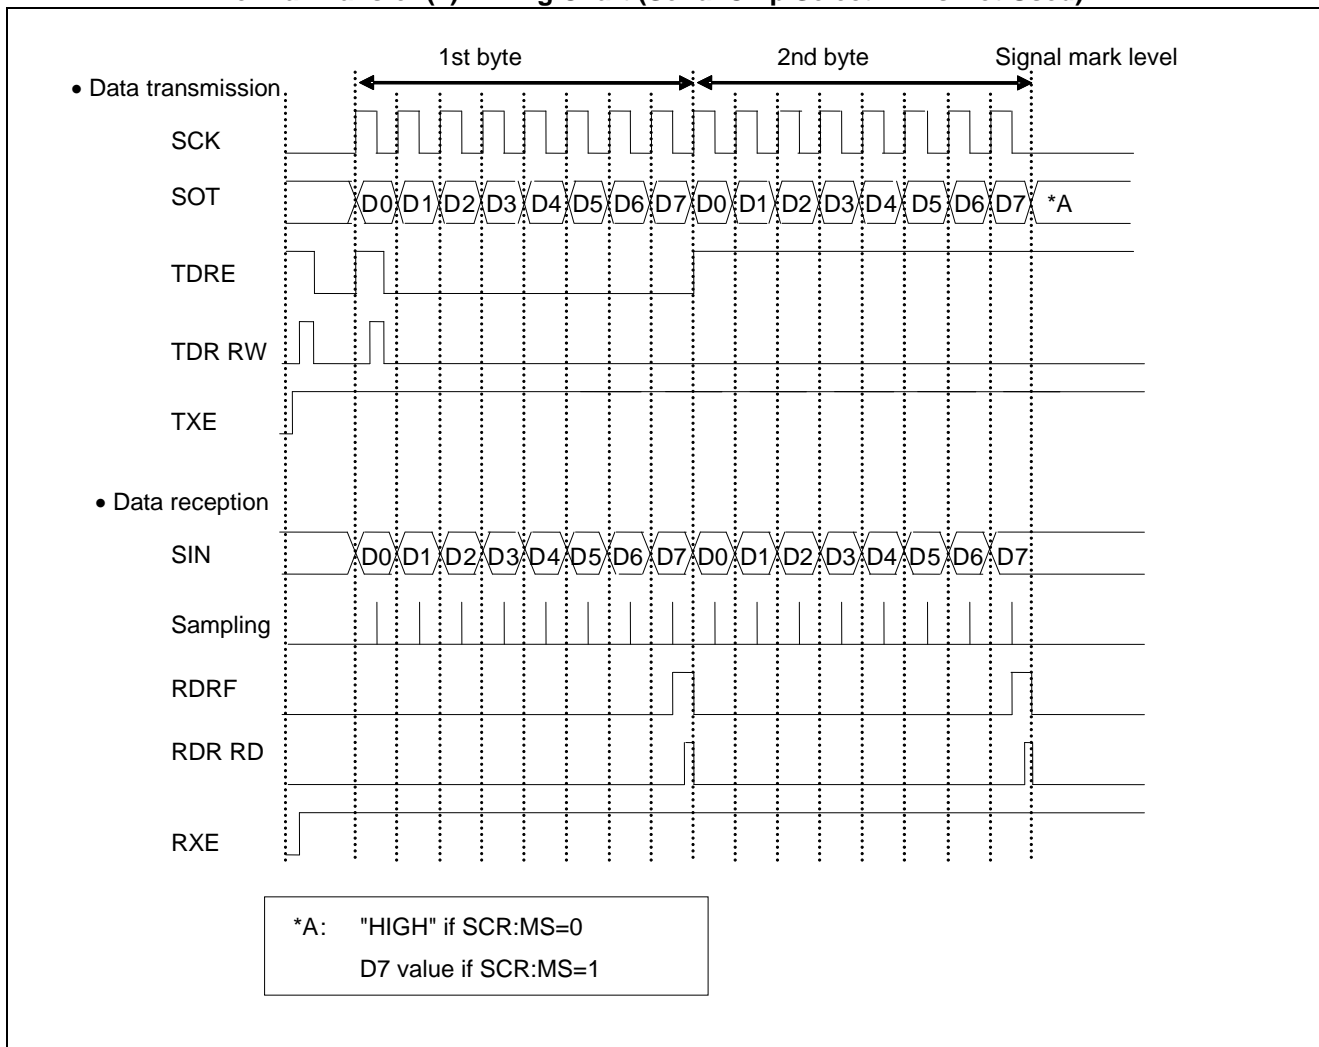 1st byte 2nd byte Signal mark level
• Data transmission
SCK
SOT D0 D1 D2 D3 D4 D5 D6 D7 D0 D1 D2 D3 D4 D5 D6 D7 *A
TDRE
TDR RW
TXE
• Data reception
SIN D0 D1 D2 D3 D4 D5 D6 D7 D0 D1 D2 D3 D4 D5 D6 D7
Sampling
RDRF
RDR RD
RXE
*A: "HIGH" if SCR:MS=0
D7 value if SCR:MS=1